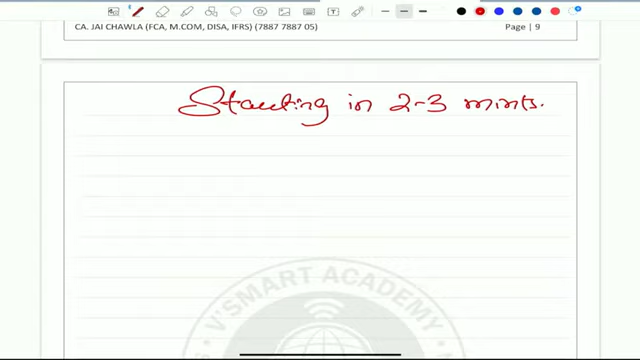 CA. JAI CHAWLA (FCA, M.COM, DISA, IFRS) (7887 7887 05) Page | 9
Starting in 2-3 mints.
V'SMART ACADEMY